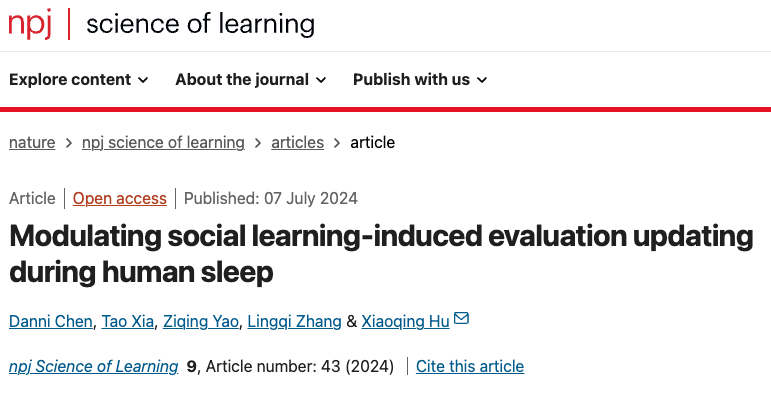 npj | science of learning
Explore content About the journal Publish with us
nature > npj science of learning > articles > article
Article | Open access | Published: 07 July 2024
Modulating social learning-induced evaluation updating
during human sleep
Danni Chen, Tao Xia, Ziqing Yao, Lingqi Zhang & Xiaoqing Hu
npj Science of Learning 9, Article number: 43 (2024) | Cite this article